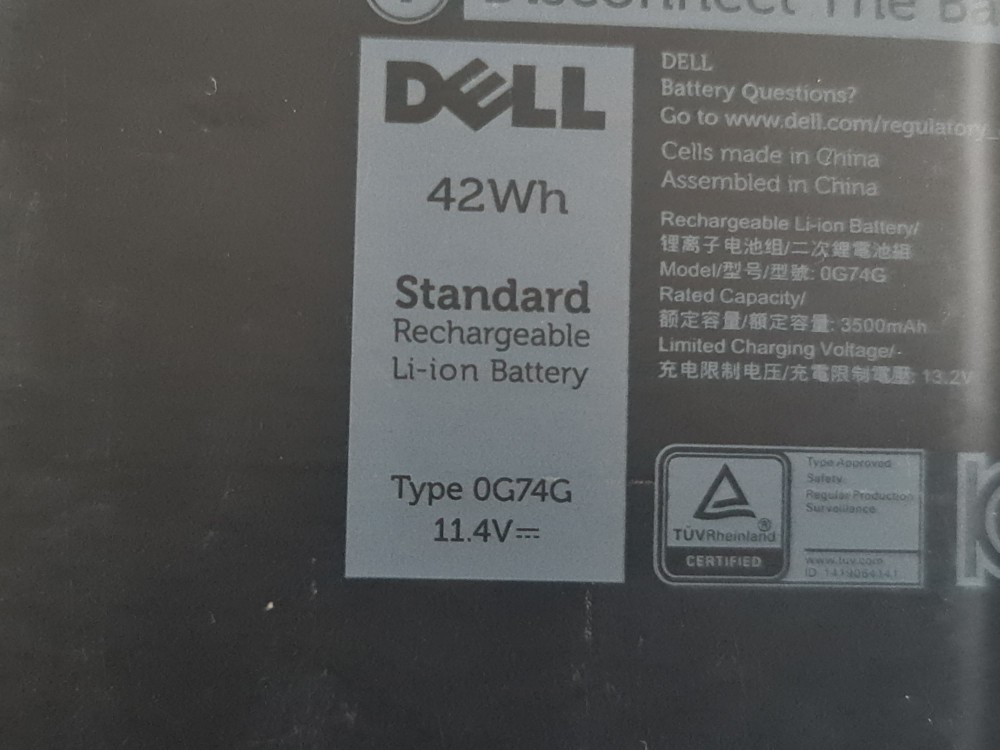 Disconnect The Ba
DELL
42Wh
Standard
Rechargeable
Li-ion Battery
Type 0G74G
11.4V⎓
DELL
Battery Questions?
Go to www.dell.com/regulatory_
Cells made in China
Assembled in China
Rechargeable Li-ion Battery/
锂离子电池组/二次鋰電池組
Model/型号/型號: 0G74G
Rated Capacity/
额定容量/額定容量: 3500mAh
Limited Charging Voltage/-
充电限制电压/充電限制電壓: 13.2V
TÜVRheinland
CERTIFIED
Type Approved
Safety
Regular Production
Surveillance
www.tuv.com